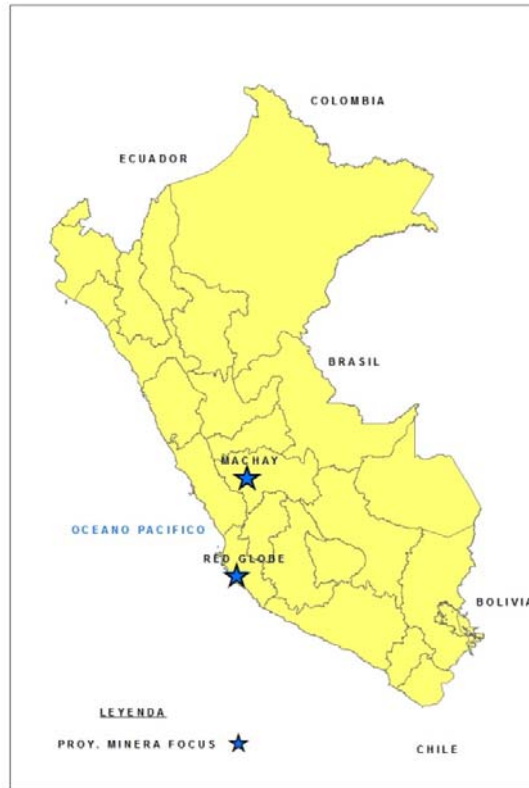 COLOMBIA
ECUADOR
BRASIL
MACHAY
OCEANO PACIFICO
RED GLOBE
BOLIVIA
LEYENDA
PROY. MINERA FOCUS
CHILE